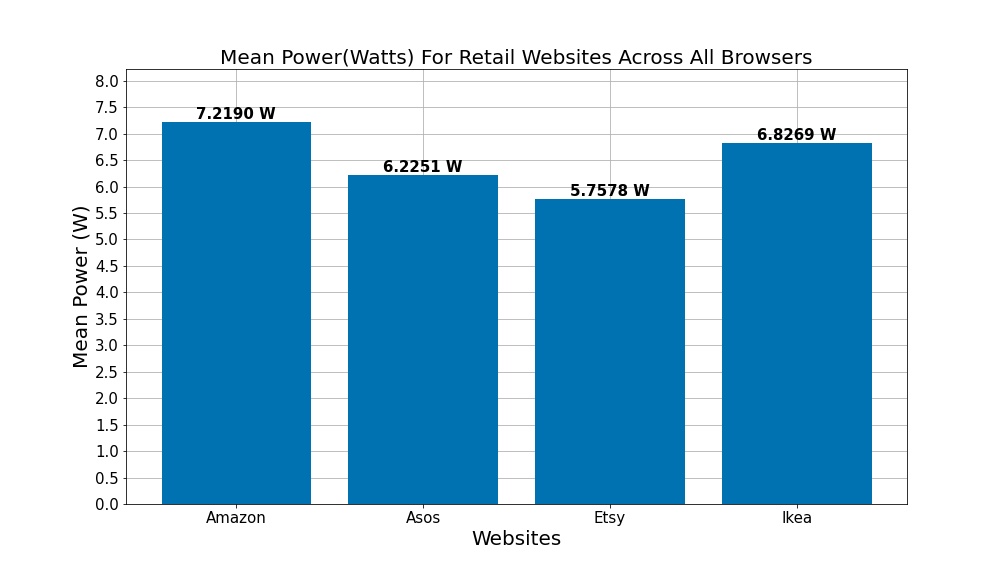 Mean Power(Watts) For Retail Websites Across All Browsers
Mean Power (W)
8.0
7.5
7.0
6.5
6.0
5.5
5.0
4.5
4.0
3.5
3.0
2.5
2.0
1.5
1.0
0.5
0.0
7.2190 W
6.2251 W
5.7578 W
6.8269 W
Amazon
Asos
Etsy
Ikea
Websites